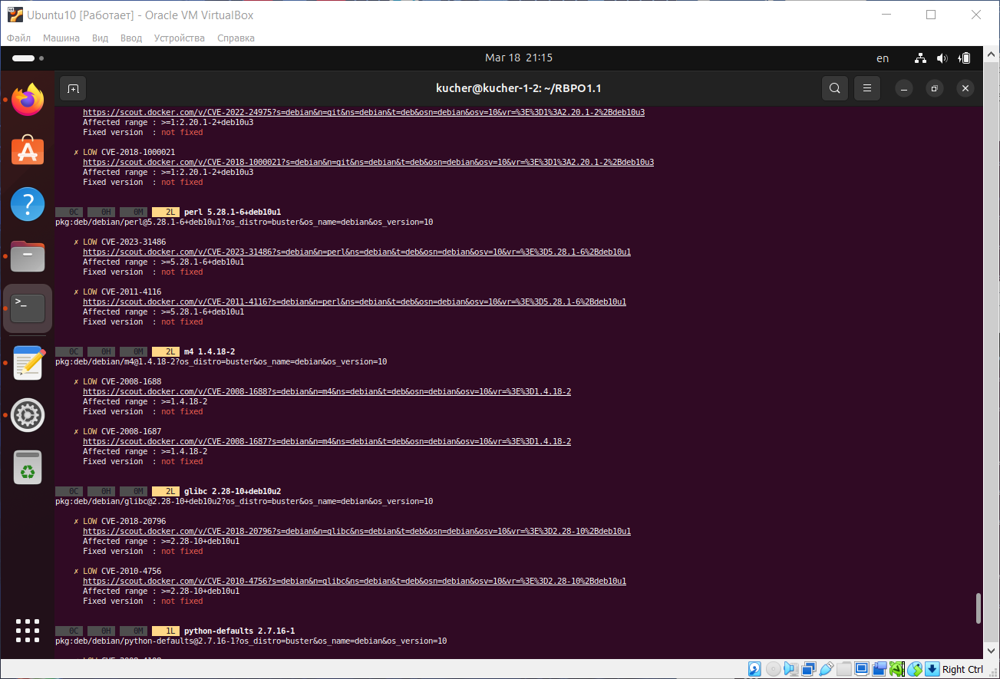 Ubuntu10 [Работает] - Oracle VM VirtualBox
Файл Машина Вид Ввод Устройства Справка
Mar 18 21:15
en
kucher@kucher-1-2: ~/RBPO1.1
https://scout.docker.com/v/CVE-2022-24975?s=debian&n=git&ns=debian&t=deb&osn=debian&osv=10&vr=%3E%3D1%3A2.20.1-2%2Bdeb10u3
Affected range : >=1:2.20.1-2+deb10u3
Fixed version : not fixed
✗ LOW CVE-2018-1000021
https://scout.docker.com/v/CVE-2018-1000021?s=debian&n=git&ns=debian&t=deb&osn=debian&osv=10&vr=%3E%3D1%3A2.20.1-2%2Bdeb10u3
Affected range : >=1:2.20.1-2+deb10u3
Fixed version : not fixed
0C 0H 0M 2L perl 5.28.1-6+deb10u1
pkg:deb/debian/perl@5.28.1-6+deb10u1?os_distro=buster&os_name=debian&os_version=10
✗ LOW CVE-2023-31486
https://scout.docker.com/v/CVE-2023-31486?s=debian&n=perl&ns=debian&t=deb&osn=debian&osv=10&vr=%3E%3D5.28.1-6%2Bdeb10u1
Affected range : >=5.28.1-6+deb10u1
Fixed version : not fixed
✗ LOW CVE-2011-4116
https://scout.docker.com/v/CVE-2011-4116?s=debian&n=perl&ns=debian&t=deb&osn=debian&osv=10&vr=%3E%3D5.28.1-6%2Bdeb10u1
Affected range : >=5.28.1-6+deb10u1
Fixed version : not fixed
0C 0H 0M 2L m4 1.4.18-2
pkg:deb/debian/m4@1.4.18-2?os_distro=buster&os_name=debian&os_version=10
✗ LOW CVE-2008-1688
https://scout.docker.com/v/CVE-2008-1688?s=debian&n=m4&ns=debian&t=deb&osn=debian&osv=10&vr=%3E%3D1.4.18-2
Affected range : >=1.4.18-2
Fixed version : not fixed
✗ LOW CVE-2008-1687
https://scout.docker.com/v/CVE-2008-1687?s=debian&n=m4&ns=debian&t=deb&osn=debian&osv=10&vr=%3E%3D1.4.18-2
Affected range : >=1.4.18-2
Fixed version : not fixed
0C 0H 0M 2L glibc 2.28-10+deb10u2
pkg:deb/debian/glibc@2.28-10+deb10u2?os_distro=buster&os_name=debian&os_version=10
✗ LOW CVE-2018-20796
https://scout.docker.com/v/CVE-2018-20796?s=debian&n=glibc&ns=debian&t=deb&osn=debian&osv=10&vr=%3E%3D2.28-10%2Bdeb10u1
Affected range : >=2.28-10+deb10u1
Fixed version : not fixed
✗ LOW CVE-2010-4756
https://scout.docker.com/v/CVE-2010-4756?s=debian&n=glibc&ns=debian&t=deb&osn=debian&osv=10&vr=%3E%3D2.28-10%2Bdeb10u1
Affected range : >=2.28-10+deb10u1
Fixed version : not fixed
0C 0H 0M 1L python-defaults 2.7.16-1
pkg:deb/debian/python-defaults@2.7.16-1?os_distro=buster&os_name=debian&os_version=10
Right Ctrl